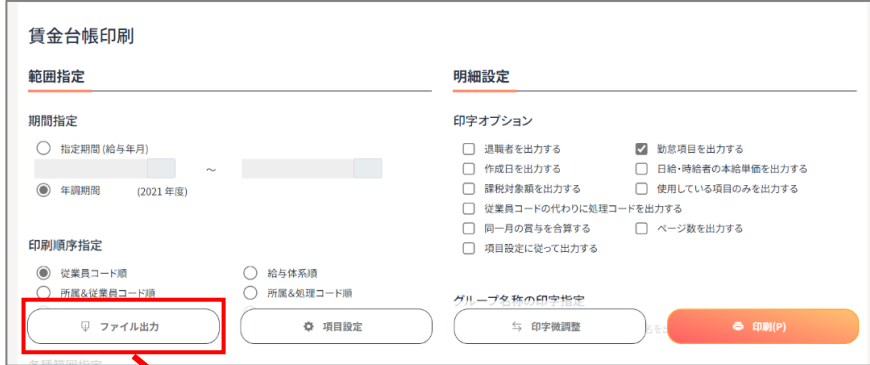 賃金台帳印刷
範囲指定
期間指定
指定期間(給与年月)
～
年調期間 (2021 年度)
印刷順序指定
従業員コード順 給与体系順
所属&従業員コード順 所属&処理コード順
明細設定
印字オプション
退職者を出力する 勤怠項目を出力する
作成日を出力する 日給・時給者の本給単価を出力する
課税対象額を出力する 使用している項目のみを出力する
従業員コードの代わりに処理コードを出力する
同一月の賞与を合算する ページ数を出力する
項目設定に従って出力する
グループ名称の印字指定
ファイル出力 項目設定 印字微調整 印刷(P)
各種範囲指定